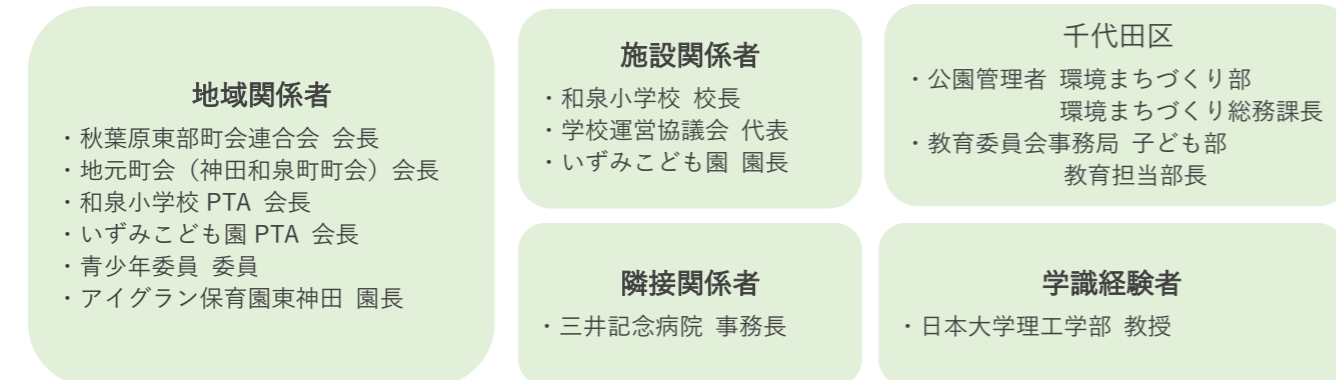 地域関係者
・秋葉原東部町会連合会 会長
・地元町会（神田和泉町町会）会長
・和泉小学校 PTA 会長
・いずみこども園 PTA 会長
・青少年委員 委員
・アイグラン保育園東神田 園長
施設関係者
・和泉小学校 校長
・学校運営協議会 代表
・いずみこども園 園長
千代田区
・公園管理者 環境まちづくり部
環境まちづくり総務課長
・教育委員会事務局 子ども部
教育担当部長
隣接関係者
・三井記念病院 事務長
学識経験者
・日本大学理工学部 教授